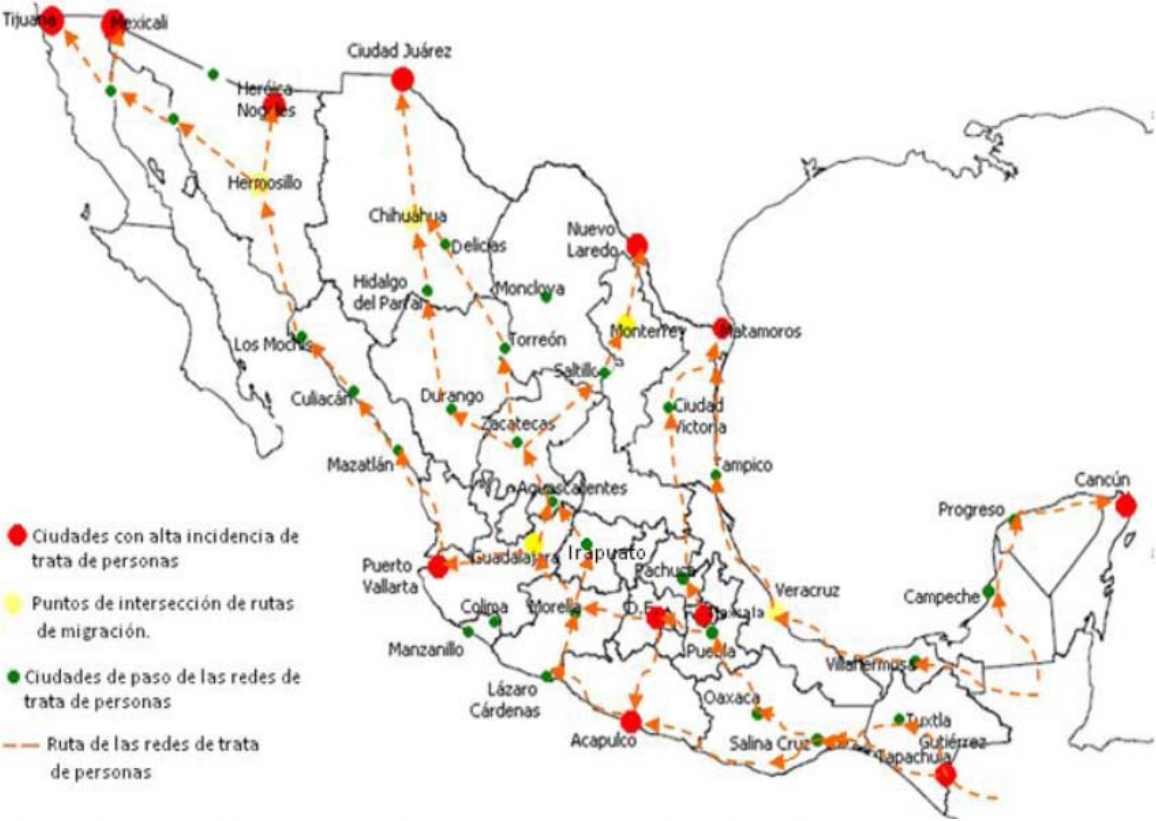 Tijuana
Mexicali
Ciudad Juárez
Heróica
Nogales
Hermosillo
Chihuahua
Delicias
Nuevo
Laredo
Hidalgo
del Parral
Monclova
Monterrey
Matamoros
Los Mochis
Torreón
Saltillo
Culiacán
Durango
Ciudad
Victoria
Zacatecas
Mazatlán
Tampico
Cancún
Aguascalientes
Progreso
Ciudades con alta incidencia de
trata de personas
Guadalajara
Irapuato
Puerto
Vallarta
Pachuca
Puntos de intersección de rutas
de migración.
Colima
Morelia
D.F.
Tlaxcala
Veracruz
Campeche
Manzanillo
Puebla
Villahermosa
Ciudades de paso de las redes de
trata de personas
Lázaro
Cárdenas
Oaxaca
Tuxtla
Gutiérrez
Acapulco
Salina Cruz
Tapachula
Ruta de las redes de trata
de personas